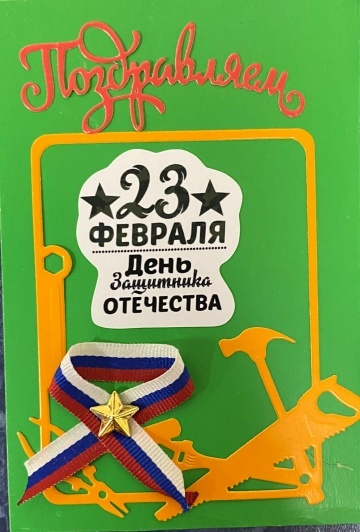 Поздравляем
23
ФЕВРАЛЯ
День
Защитника
ОТЕЧЕСТВА